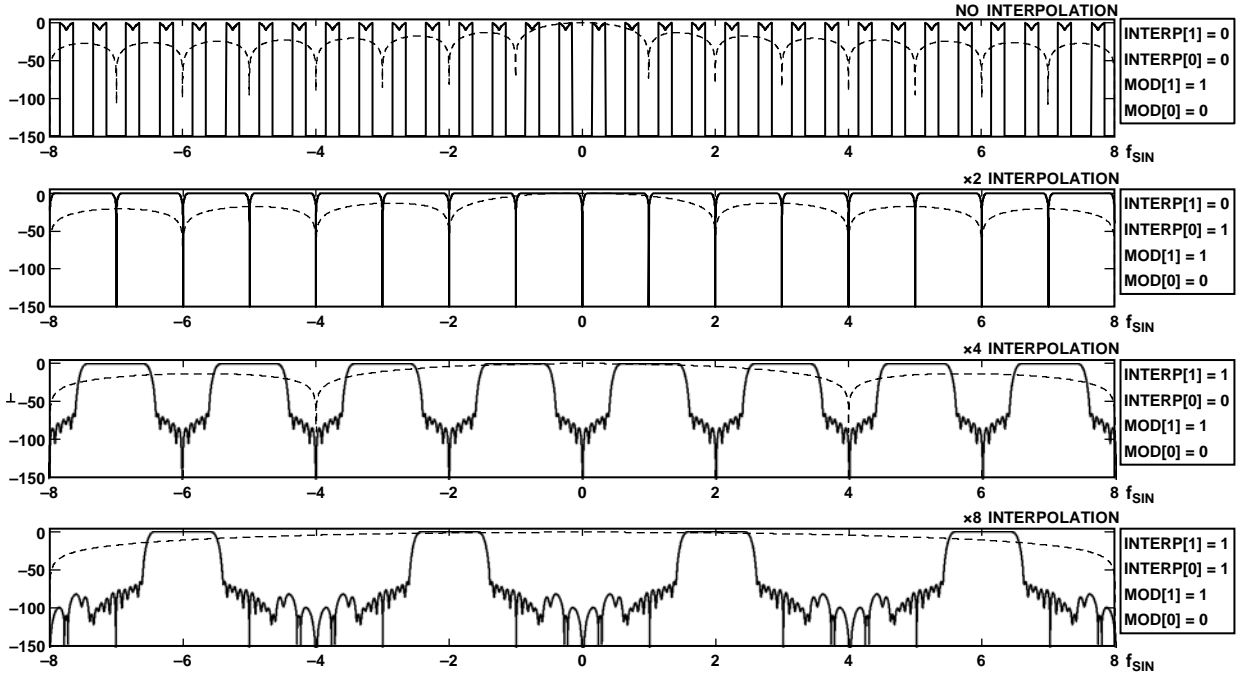 NO INTERPOLATION
0
–50
–100
–150
–8 –6 –4 –2 0 2 4 6 8 fSIN
INTERP[1] = 0
INTERP[0] = 0
MOD[1] = 1
MOD[0] = 0
×2 INTERPOLATION
0
–50
–100
–150
–8 –6 –4 –2 0 2 4 6 8 fSIN
INTERP[1] = 0
INTERP[0] = 1
MOD[1] = 1
MOD[0] = 0
×4 INTERPOLATION
0
–50
–100
–150
–8 –6 –4 –2 0 2 4 6 8 fSIN
INTERP[1] = 1
INTERP[0] = 0
MOD[1] = 1
MOD[0] = 0
×8 INTERPOLATION
0
–50
–100
–150
–8 –6 –4 –2 0 2 4 6 8 fSIN
INTERP[1] = 1
INTERP[0] = 1
MOD[1] = 1
MOD[0] = 0